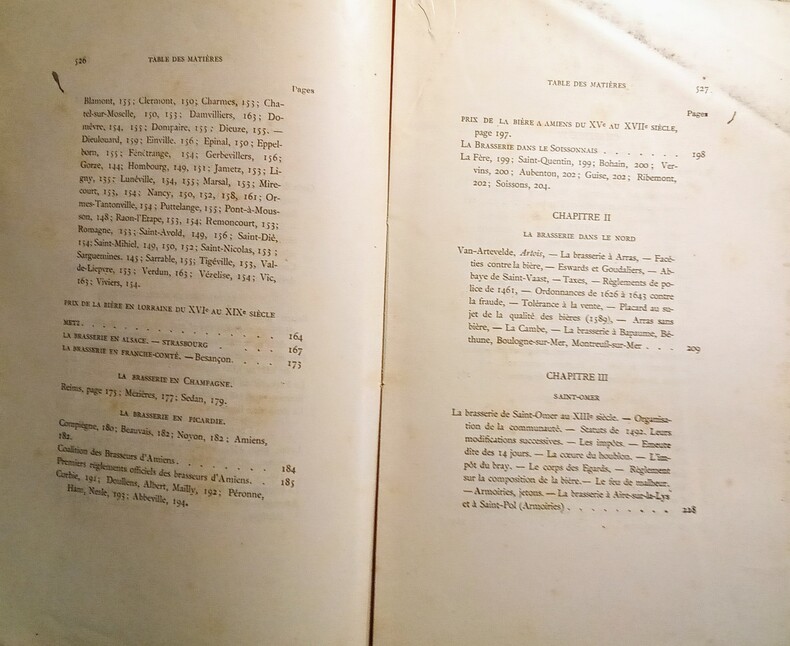 526 TABLE DES MATIÈRES
Pages
Blamont, 155; Clermont, 150; Charmes, 153; Cha-
tel-sur-Moselle, 150, 153; Damvilliers, 163; Do-
mèvre, 154, 155; Dompaire, 155; Dieuze, 155. —
Dieulouard, 159; Einville. 156; Epinal, 150; Eppel-
born, 155; Fénétrange, 154; Gerbevillers, 156;
Gorze, 144; Hombourg, 149, 151; Jametz, 153; Li-
gny, 135; Lunéville, 154, 155; Marsal, 153; Mire-
court, 153, 154; Nancy, 150, 152, 158, 161; Or-
mes-Tantonville, 154; Puttelange, 155; Pont-à-Mous-
son, 148; Raon-l'Etape, 153, 154; Remoncourt, 153;
Romagne, 153; Saint-Avold, 149, 156; Saint-Dié,
154; Saint-Mihiel, 149, 150, 152; Saint-Nicolas, 153;
Sarguemines. 145; Sarrable, 155; Tigéville, 153, Val-
de-Liepvre, 153; Verdun, 163; Vézelise, 154; Vic,
163; Viviers, 154.
PRIX DE LA BIÈRE EN LORRAINE DU XVIe AU XIXe SIÈCLE
METZ . . . . . . . . . . . . . . . 164
LA BRASSERIE EN ALSACE. — STRASBOURG . . . . . 167
LA BRASSERIE EN FRANCHE-COMTÉ. — Besançon. . . . 173
LA BRASSERIE EN CHAMPAGNE.
Reims, page 175; Mézières, 177; Sedan, 179.
LA BRASSERIE EN PICARDIE.
Compiègne, 180; Beauvais, 182; Noyon, 182; Amiens,
182.
Coalition des Brasseurs d'Amiens. . . . . . . . 184
Premiers règlements officiels des brasseurs d'Amiens. . 185
Corbie, 191; Doullens, Albert, Mailly, 192; Péronne,
Ham, Nesle, 193; Abbeville, 194.
TABLE DES MATIÈRES 527
Pages
PRIX DE LA BIÈRE A AMIENS DU XVe AU XVIIe SIÈCLE,
page 197.
LA BRASSERIE DANS LE SOISSONNAIS . . . . . . . 198
La Fère, 199; Saint-Quentin, 199; Bohain, 200; Ver-
vins, 200; Aubenton, 202; Guise, 202; Ribemont,
202; Soissons, 204.
CHAPITRE II
LA BRASSERIE DANS LE NORD
Van-Artevelde, Artois, — La brasserie à Arras, — Facé-
ties contre la bière, — Eswards et Goudaliers, — Ab-
baye de Saint-Vaast, — Taxes, — Règlements de po-
lice de 1461, — Ordonnances de 1626 à 1643 contre
la fraude, — Tolérance à la vente, — Placard au su-
jet de la qualité des bières (1589), — Arras sans
bière, — La Cambe, — La brasserie à Bapaume, Bé-
thune, Boulogne-sur-Mer, Montreuil-sur-Mer . . . 209
CHAPITRE III
SAINT-OMER
La brasserie de Saint-Omer au XIIIe siècle. — Organisa-
tion de la communauté. — Statuts de 1492. Leurs
modifications successives. — Les impôts. — Emeute
dite des 14 jours. — La cœure du houblon. — L'im-
pôt du bray. — Le corps des Egards. — Règlement
sur la composition de la bière. — Le feu de malheur.
— Armoiries, jetons. — La brasserie à Aire-sur-la-Lys
et à Saint-Pol (Armoiries) . . . . . . . . 228